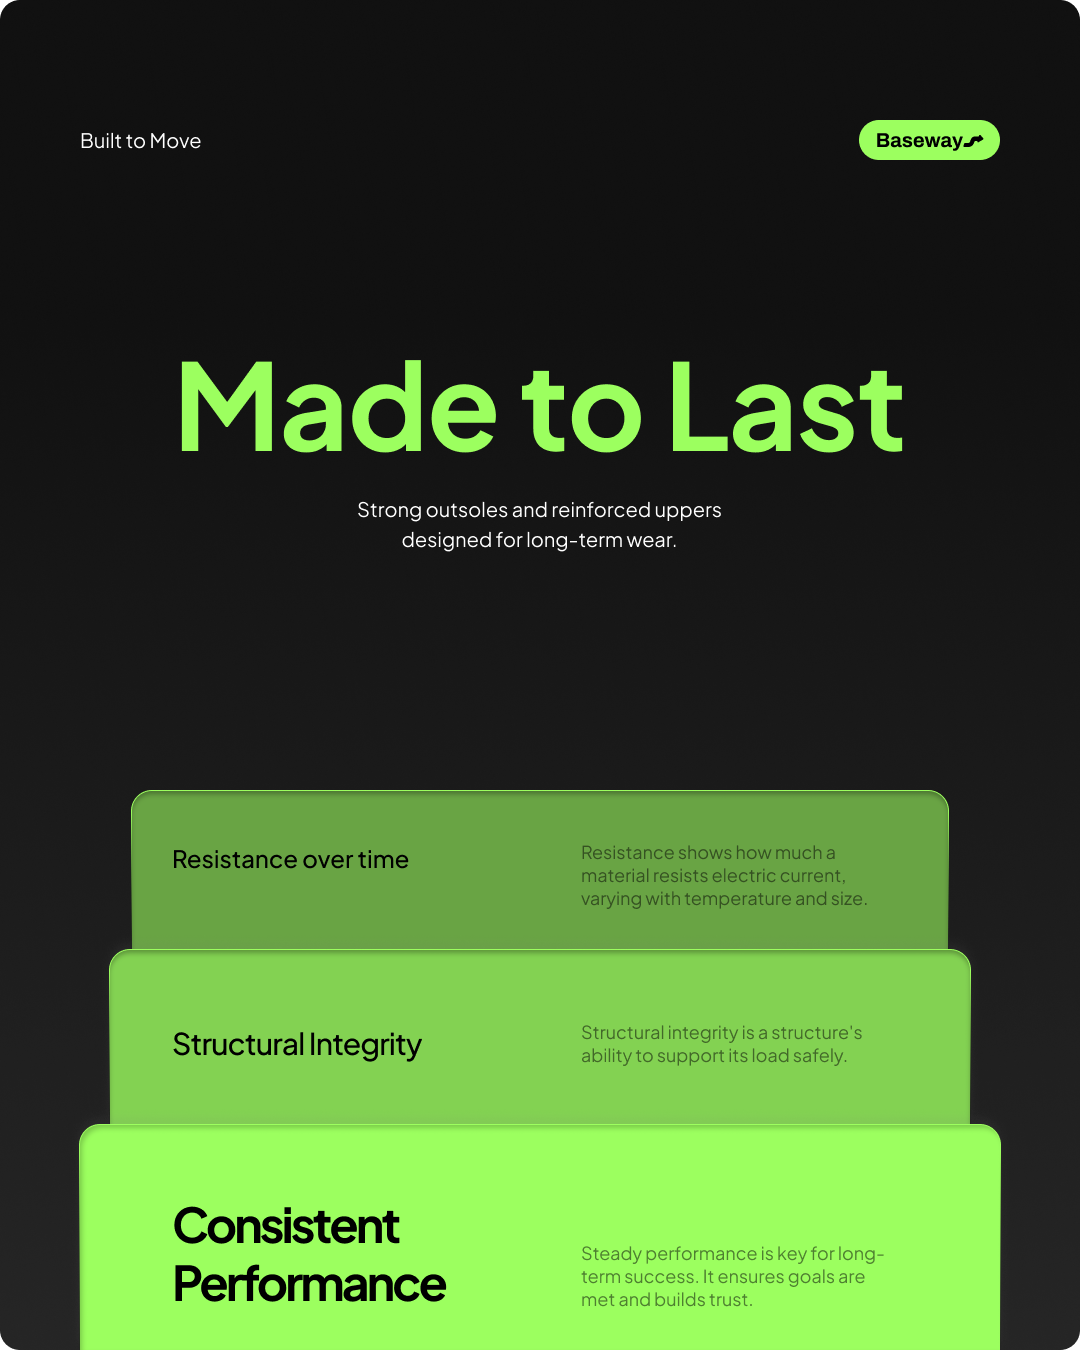 Built to Move
Baseway
Made to Last
Strong outsoles and reinforced uppers
designed for long-term wear.
Resistance over time
Resistance shows how much a
material resists electric current,
varying with temperature and size.
Structural Integrity
Structural integrity is a structure's
ability to support its load safely.
Consistent
Performance
Steady performance is key for long-
term success. It ensures goals are
met and builds trust.